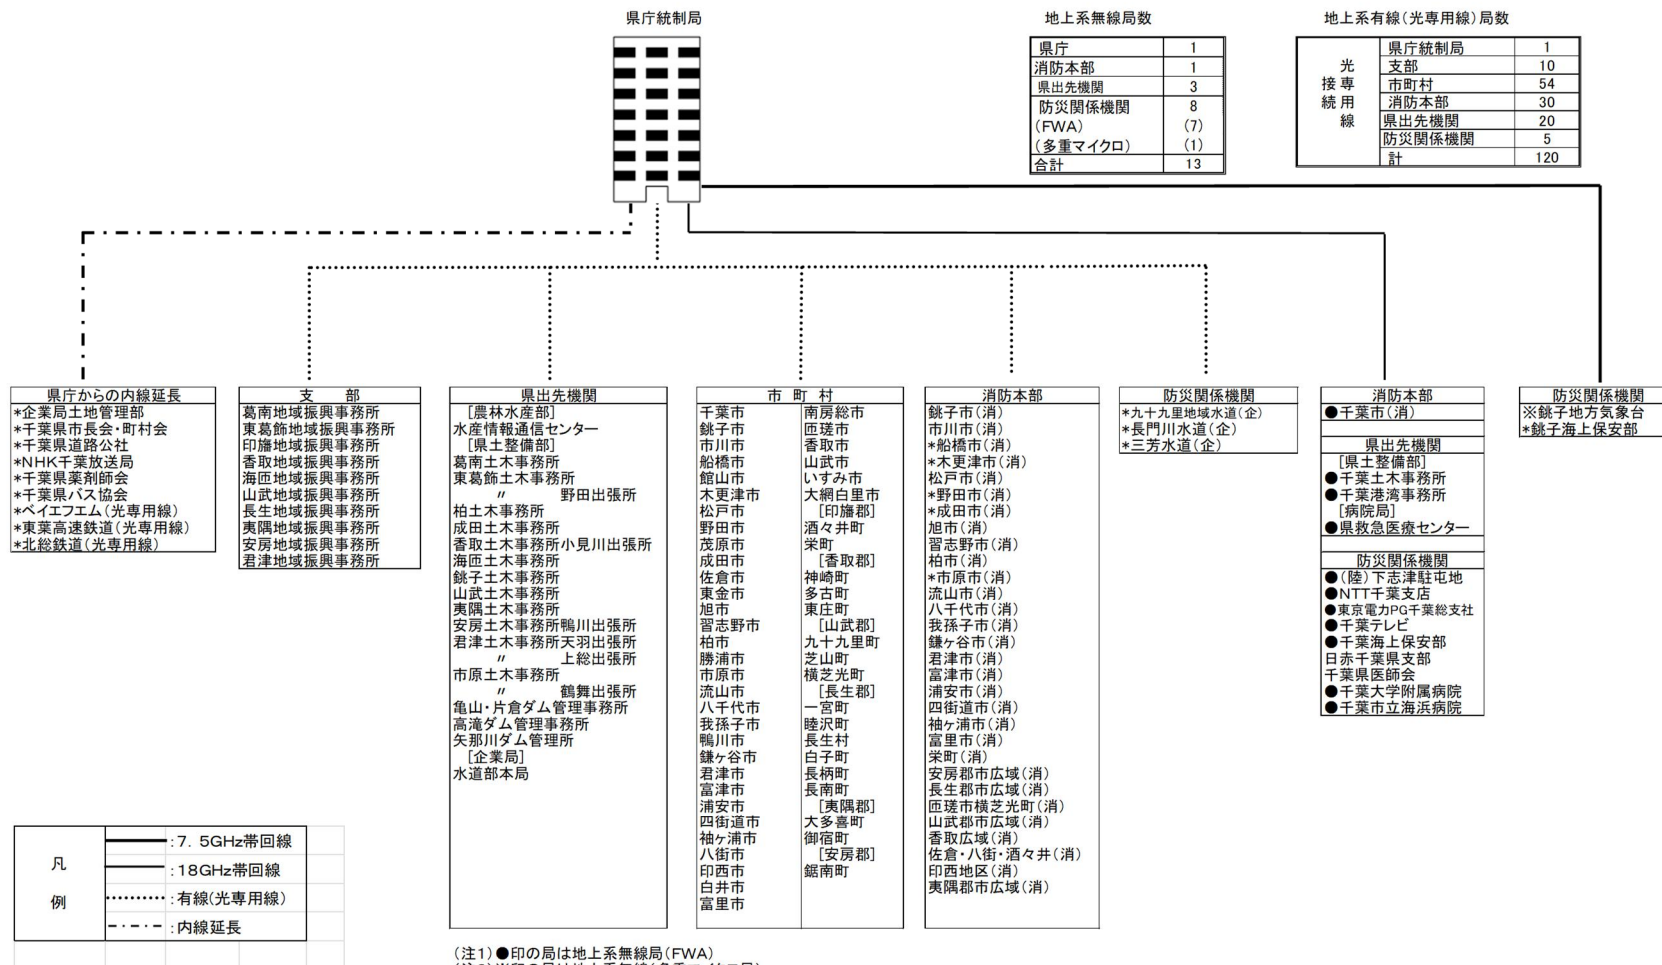 県庁統制局
地上系無線局数
県庁 1
消防本部 1
県出先機関 3
防災関係機関 8
(FWA) (7)
(多重マイクロ) (1)
合計 13
地上系有線(光専用線)局数
光専用線接続
県庁統制局 1
支部 10
市町村 54
消防本部 30
県出先機関 20
防災関係機関 5
計 120
県庁からの内線延長
*企業局土地管理部
*千葉県市長会・町村会
*千葉県道路公社
*NHK千葉放送局
*千葉県薬剤師会
*千葉県バス協会
*ベイエフエム(光専用線)
*東葉高速鉄道(光専用線)
*北総鉄道(光専用線)
支 部
葛南地域振興事務所
東葛飾地域振興事務所
印旛地域振興事務所
香取地域振興事務所
海匝地域振興事務所
山武地域振興事務所
長生地域振興事務所
夷隅地域振興事務所
安房地域振興事務所
君津地域振興事務所
県出先機関
[農林水産部]
水産情報通信センター
[県土整備部]
葛南土木事務所
東葛飾土木事務所
〃 野田出張所
柏土木事務所
成田土木事務所
香取土木事務所小見川出張所
海匝土木事務所
銚子土木事務所
山武土木事務所
夷隅土木事務所
安房土木事務所鴨川出張所
君津土木事務所天羽出張所
〃 上総出張所
市原土木事務所
〃 鶴舞出張所
亀山・片倉ダム管理事務所
高滝ダム管理事務所
矢那川ダム管理所
[企業局]
水道部本局
市 町 村
千葉市
銚子市
市川市
船橋市
館山市
木更津市
松戸市
野田市
茂原市
成田市
佐倉市
東金市
旭市
習志野市
柏市
勝浦市
市原市
流山市
八千代市
我孫子市
鴨川市
鎌ヶ谷市
君津市
富津市
浦安市
四街道市
袖ヶ浦市
八街市
印西市
白井市
富里市
南房総市
匝瑳市
香取市
山武市
いすみ市
大網白里市
[印旛郡]
酒々井町
栄町
[香取郡]
神崎町
多古町
東庄町
[山武郡]
九十九里町
芝山町
横芝光町
[長生郡]
一宮町
睦沢町
長生村
白子町
長柄町
長南町
[夷隅郡]
大多喜町
御宿町
[安房郡]
鋸南町
消防本部
銚子市(消)
市川市(消)
*船橋市(消)
*木更津市(消)
松戸市(消)
*野田市(消)
*成田市(消)
旭市(消)
習志野市(消)
柏市(消)
*市原市(消)
流山市(消)
八千代市(消)
我孫子市(消)
鎌ヶ谷市(消)
君津市(消)
富津市(消)
浦安市(消)
四街道市(消)
袖ヶ浦市(消)
富里市(消)
栄町(消)
安房郡市広域(消)
長生郡市広域(消)
匝瑳市横芝光町(消)
山武郡市広域(消)
香取広域(消)
佐倉・八街・酒々井(消)
印西地区(消)
夷隅郡市広域(消)
防災関係機関
*九十九里地域水道(企)
*長門川水道(企)
*三芳水道(企)
消防本部
●千葉市(消)
県出先機関
[県土整備部]
●千葉土木事務所
●千葉港湾事務所
[病院局]
●県救急医療センター
防災関係機関
●(陸)下志津駐屯地
●NTT千葉支店
●東京電力PG千葉総支社
●千葉テレビ
●千葉海上保安部
日赤千葉県支部
千葉県医師会
●千葉大学附属病院
●千葉市立海浜病院
防災関係機関
※銚子地方気象台
*銚子海上保安部
凡例
:7.5GHz帯回線
:18GHz帯回線
:有線(光専用線)
:内線延長
(注1)●印の局は地上系無線局(FWA)